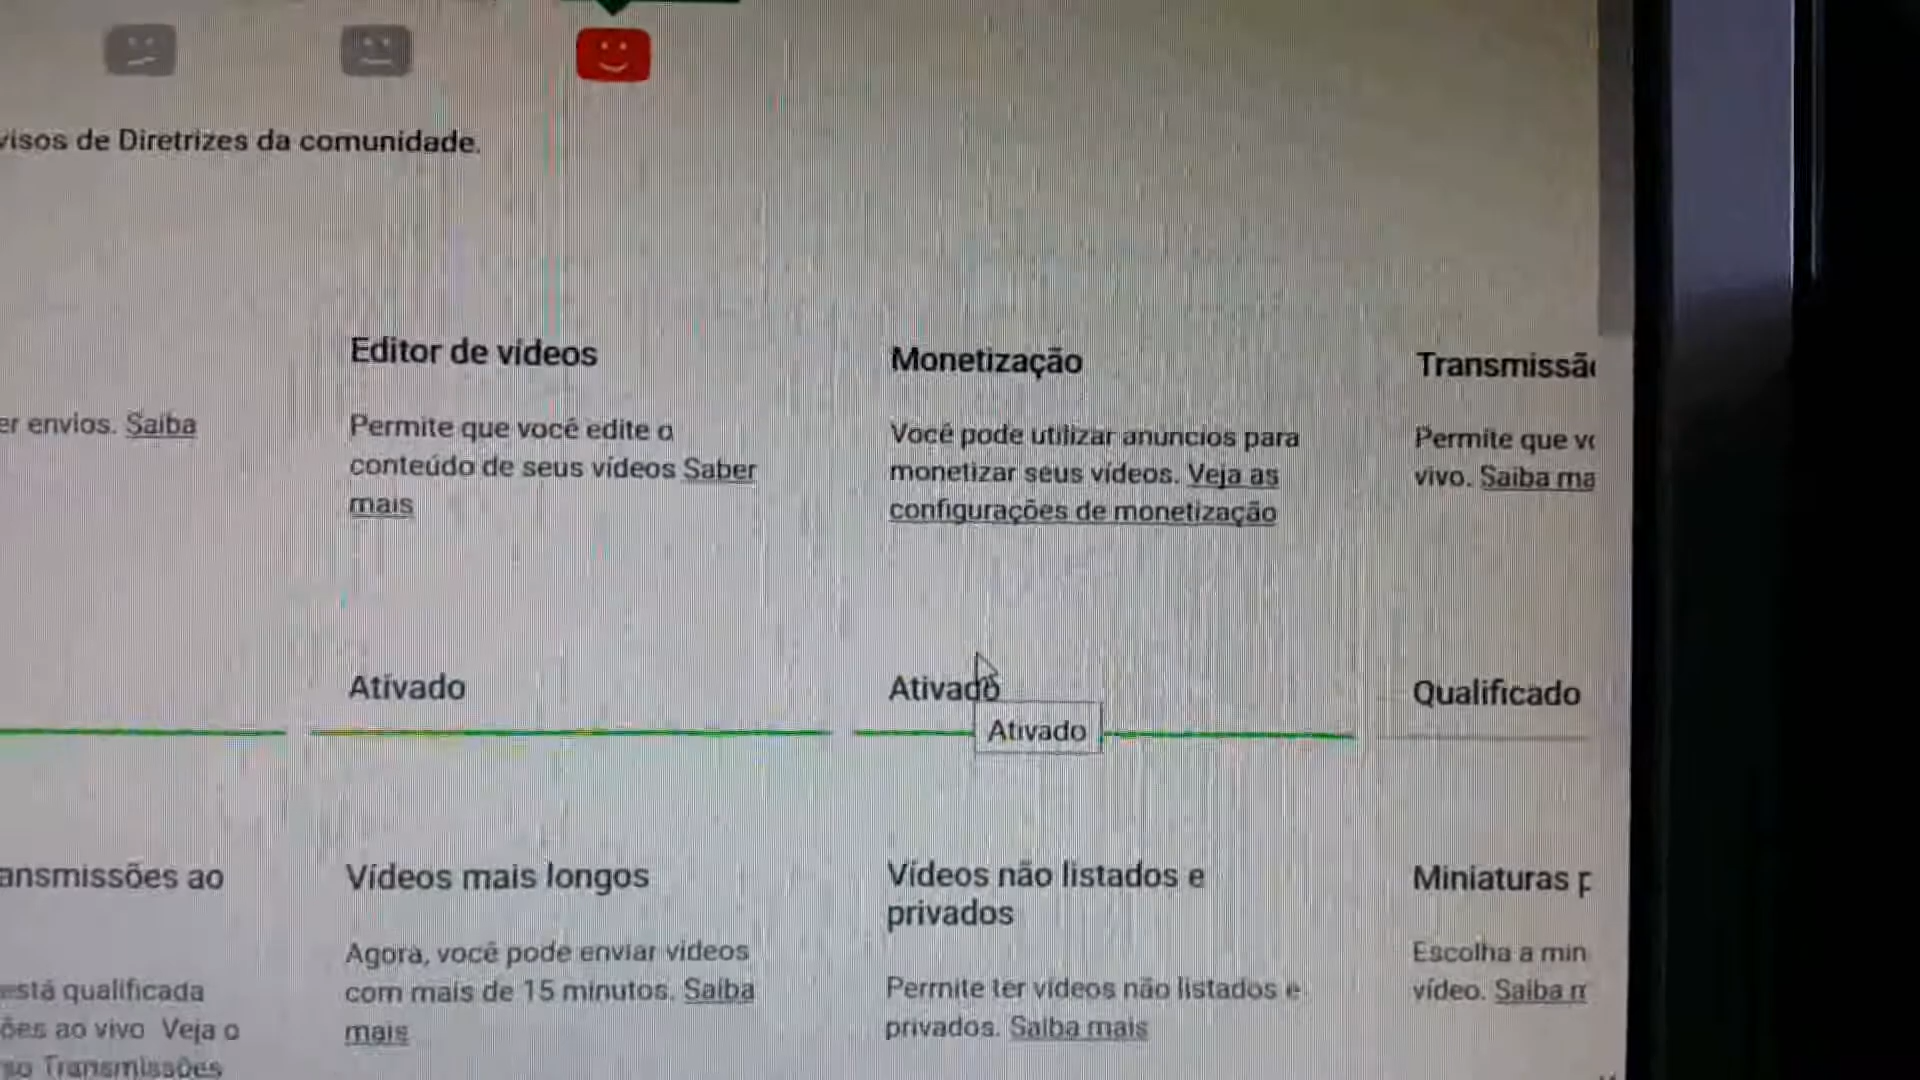 visos de Diretrizes da comunidade.
Editor de vídeos
Monetização
Transmissã
er envios. Saiba
Permite que você edite o
conteúdo de seus vídeos Saber
mais
Você pode utilizar anúncios para
monetizar seus vídeos. Veja as
configurações de monetização
Permite que vo
vivo. Saiba ma
Ativado
Ativado
Ativado
Qualificado
ansmissões ao
está qualificada
ões ao vivo Veja o
so Transmissões
Vídeos mais longos
Agora, você pode enviar vídeos
com mais de 15 minutos. Saiba
mais
Vídeos não listados e
privados
Permite ter vídeos não listados e
privados. Saiba mais
Miniaturas p
Escolha a min
vídeo. Saiba m